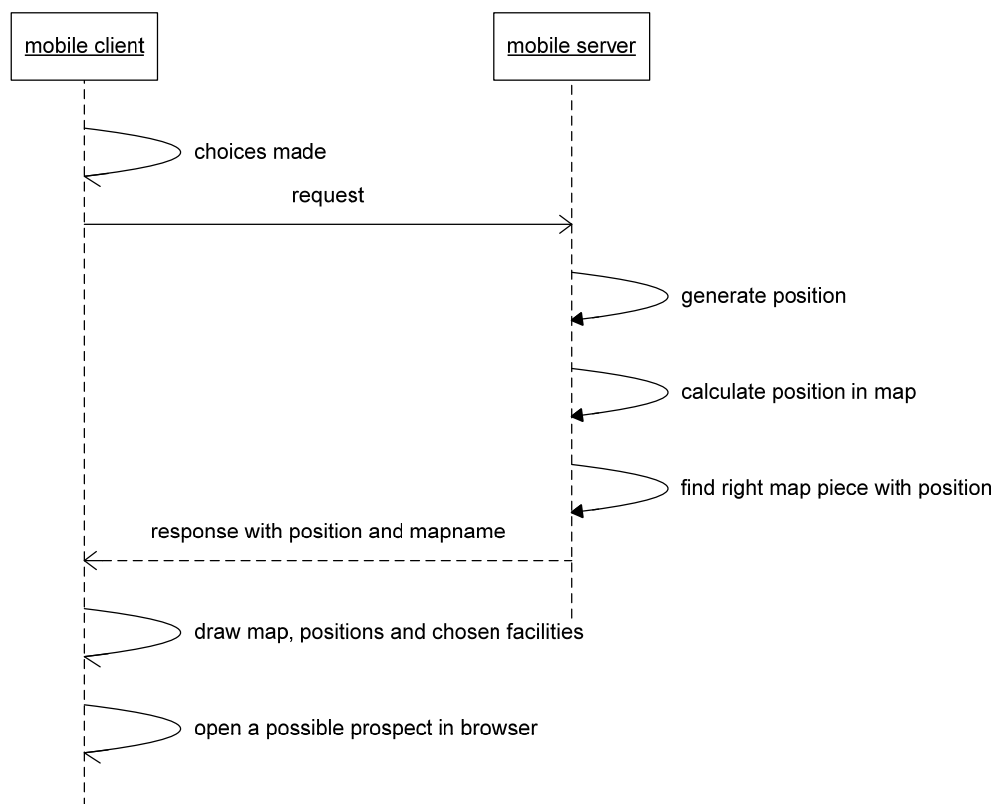 mobile client
mobile server
choices made
request
generate position
calculate position in map
find right map piece with position
response with position and mapname
draw map, positions and chosen facilities
open a possible prospect in browser